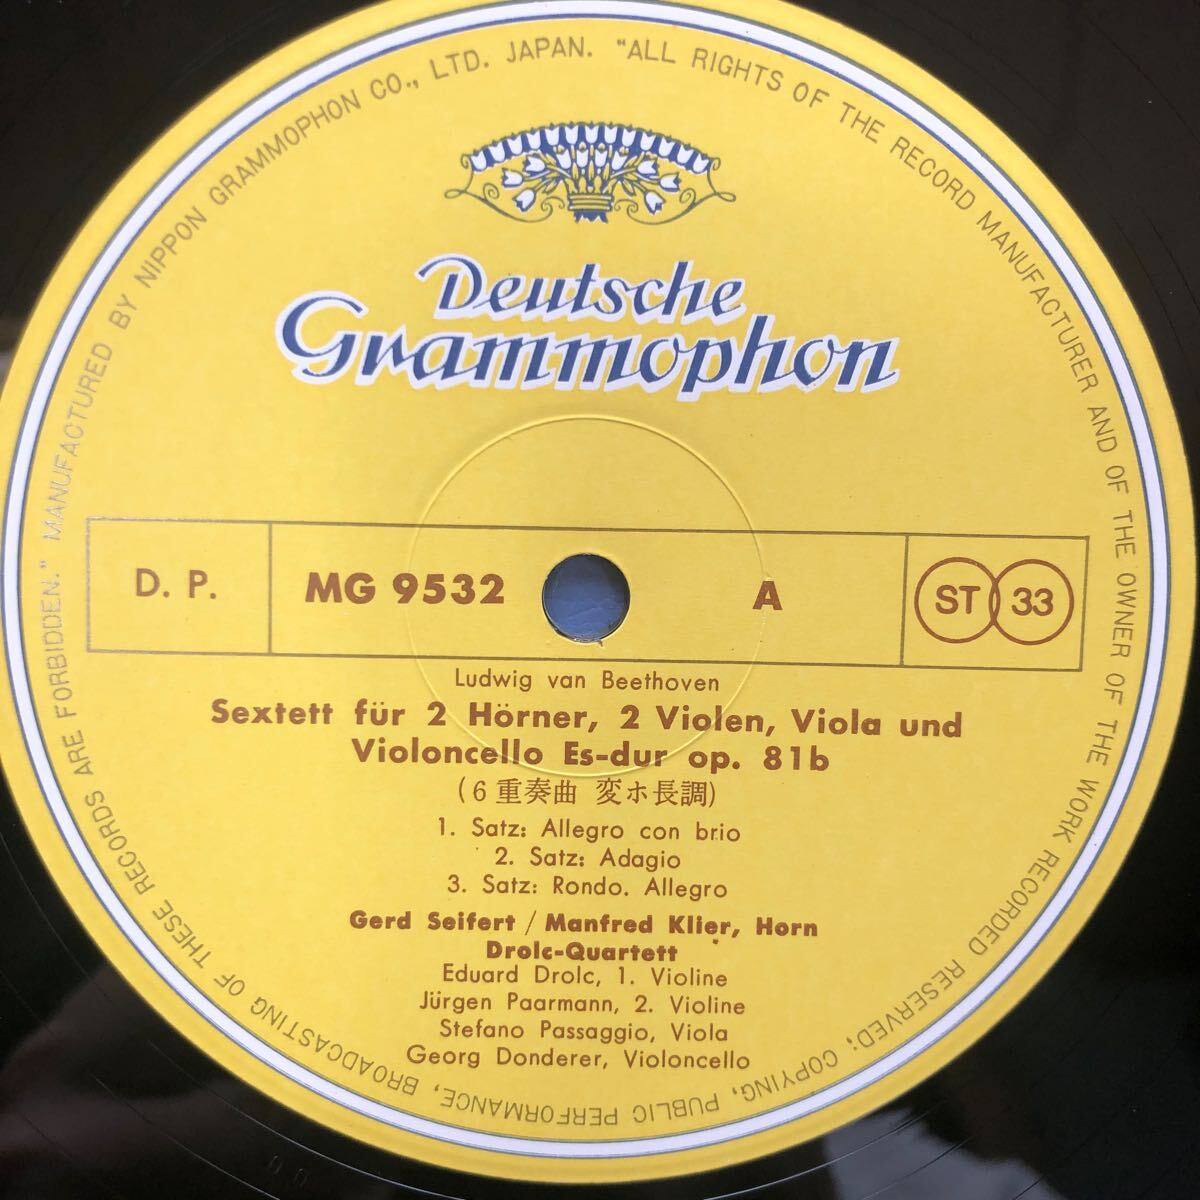 MANUFACTURED BY NIPPON GRAMMOPHON CO., LTD. JAPAN. "ALL RIGHTS OF THE RECORD MANUFACTURER AND OF THE OWNER OF THE WORK RECORDED RESERVED; COPYING, PUBLIC PERFORMANCE, BROADCASTING OF THESE RECORDS ARE FORBIDDEN."
Deutsche
Grammophon
D. P. MG 9532 A ST 33
Ludwig van Beethoven
Sextett für 2 Hörner, 2 Violen, Viola und
Violoncello Es-dur op. 81b
(6重奏曲 変ホ長調)
1. Satz: Allegro con brio
2. Satz: Adagio
3. Satz: Rondo. Allegro
Gerd Seifert / Manfred Klier, Horn
Drolc-Quartett
Eduard Drolc, 1. Violine
Jürgen Paarmann, 2. Violine
Stefano Passaggio, Viola
Georg Donderer, Violoncello